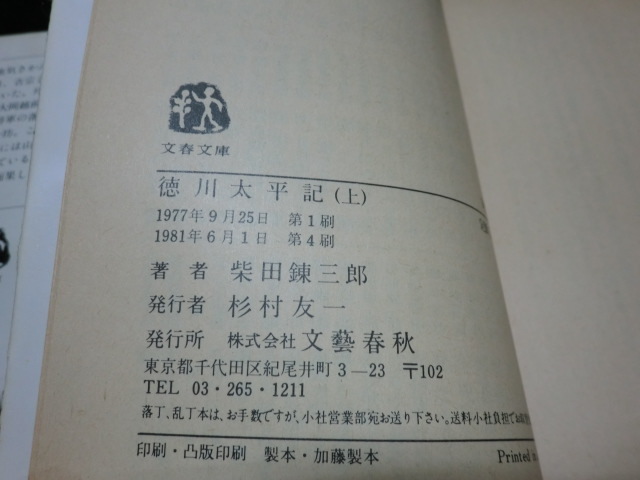 文春文庫
徳川太平記(上)
1977年9月25日 第1刷
1981年6月1日 第4刷
著者 柴田錬三郎
発行者 杉村友一
発行所 株式会社 文藝春秋
東京都千代田区紀尾井町3―23 〒102
TEL 03・265・1211
落丁、乱丁本は、お手数ですが、小社営業部宛お送り下さい。送料小社負担でお
印刷・凸版印刷 製本・加藤製本
Printed